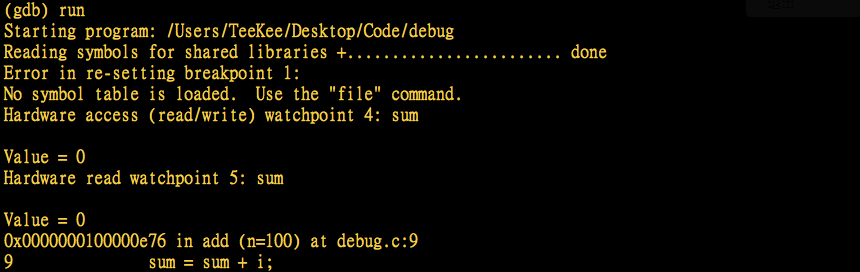 (gdb) run
Starting program: /Users/TeeKee/Desktop/Code/debug
Reading symbols for shared libraries +........................ done
Error in re-setting breakpoint 1:
No symbol table is loaded.  Use the "file" command.
Hardware access (read/write) watchpoint 4: sum
Value = 0
Hardware read watchpoint 5: sum
Value = 0
0x0000000100000e76 in add (n=100) at debug.c:9
9               sum = sum + i;